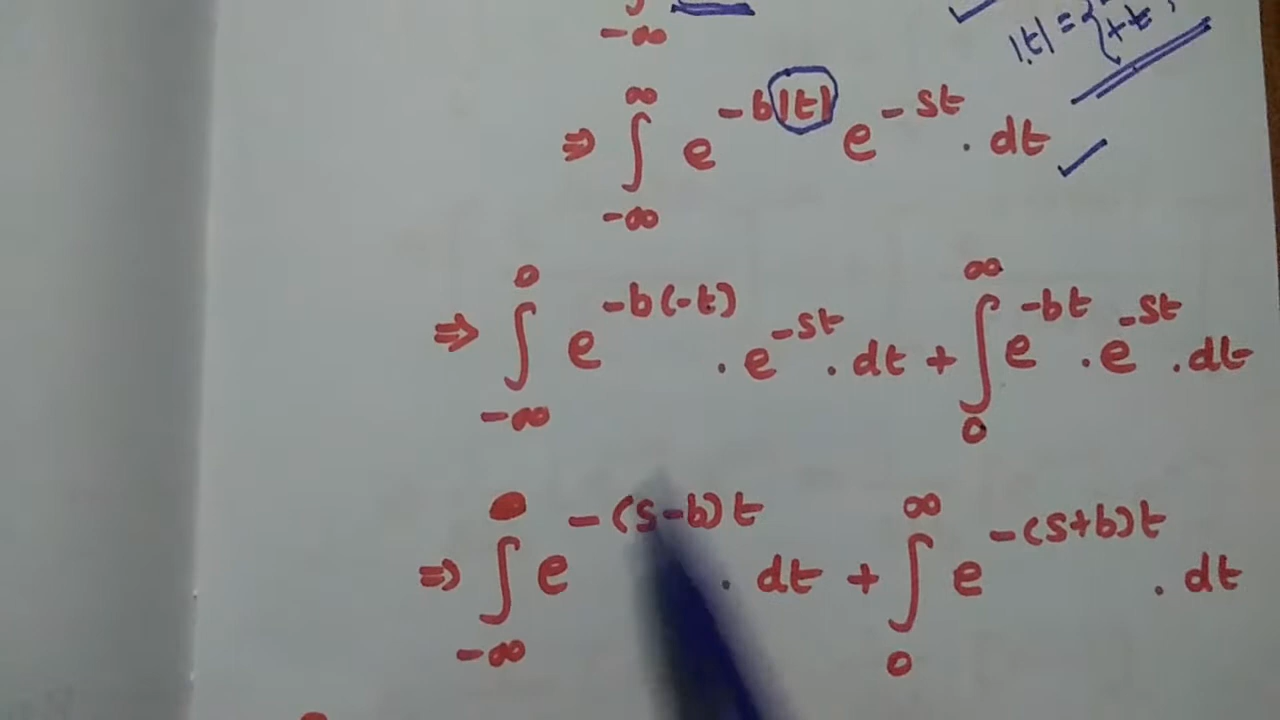 -∞
|t| = { +t,
⇒ ∫_{-∞}^{∞} e^{-b|t|} e^{-st} . dt ✓
⇒ ∫_{-∞}^{0} e^{-b(-t)} . e^{-st} . dt + ∫_{0}^{∞} e^{-bt} . e^{-st} . dt
⇒ ∫_{-∞} e^{-(s-b)t} . dt + ∫_{0}^{∞} e^{-(s+b)t} . dt